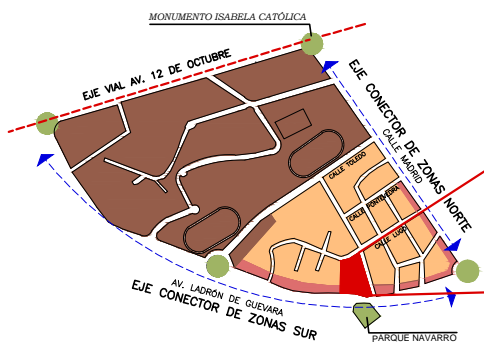 MONUMENTO ISABELA CATÓLICA
EJE VIAL AV. 12 DE OCTUBRE
EJE CONECTOR DE ZONAS NORTE
CALLE MADRID
CALLE TOLEDO
CALLE PONTEVEDRA
CALLE LUGO
AV. LADRÓN DE GUEVARA
EJE CONECTOR DE ZONAS SUR
PARQUE NAVARRO